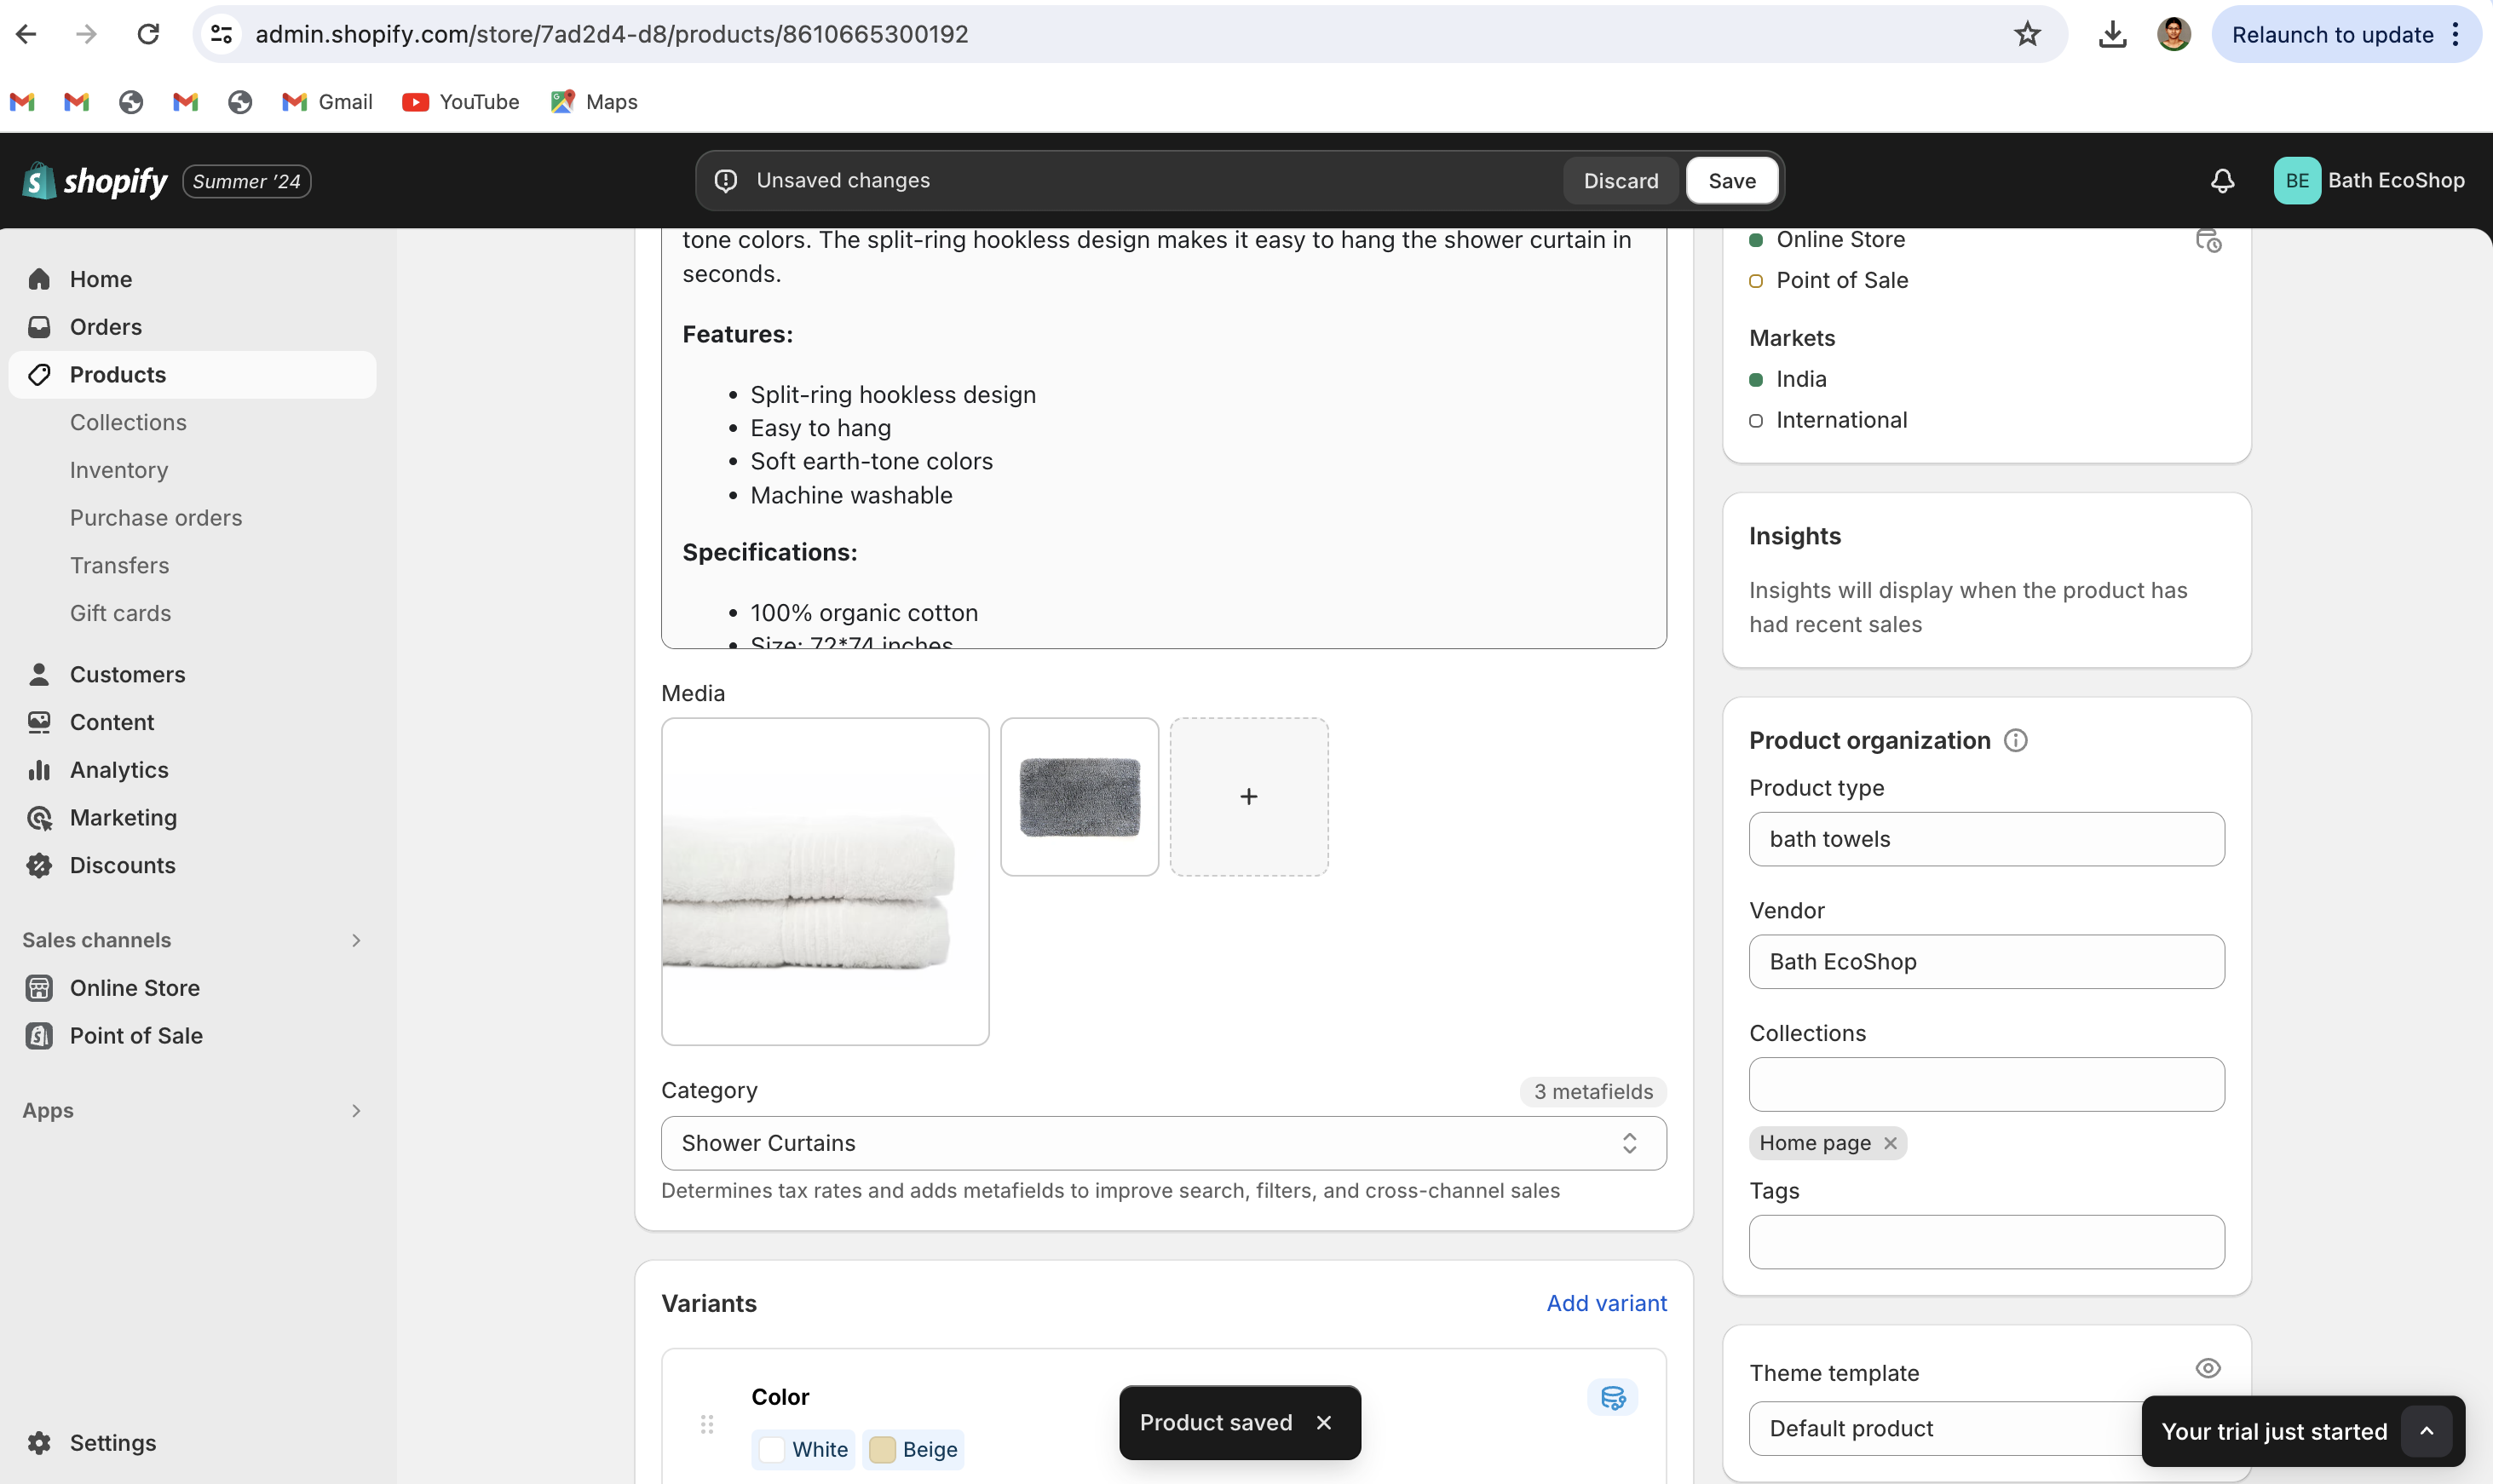 admin.shopify.com/store/7ad2d4-d8/products/8610665300192
Relaunch to update
Gmail
YouTube
Maps
shopify
Summer '24
Unsaved changes
Discard
Save
BE
Bath EcoShop
Home
Orders
Products
Collections
Inventory
Purchase orders
Transfers
Gift cards
Customers
Content
Analytics
Marketing
Discounts
Sales channels
Online Store
Point of Sale
Apps
Settings
tone colors. The split-ring hookless design makes it easy to hang the shower curtain in
seconds.
Features:
• Split-ring hookless design
• Easy to hang
• Soft earth-tone colors
• Machine washable
Specifications:
• 100% organic cotton
• Size: 72*74 inches
Media
Category
3 metafields
Shower Curtains
Determines tax rates and adds metafields to improve search, filters, and cross-channel sales
Variants
Add variant
Color
White
Beige
Product saved
Online Store
Point of Sale
Markets
India
International
Insights
Insights will display when the product has
had recent sales
Product organization
Product type
bath towels
Vendor
Bath EcoShop
Collections
Home page
Tags
Theme template
Default product
Your trial just started